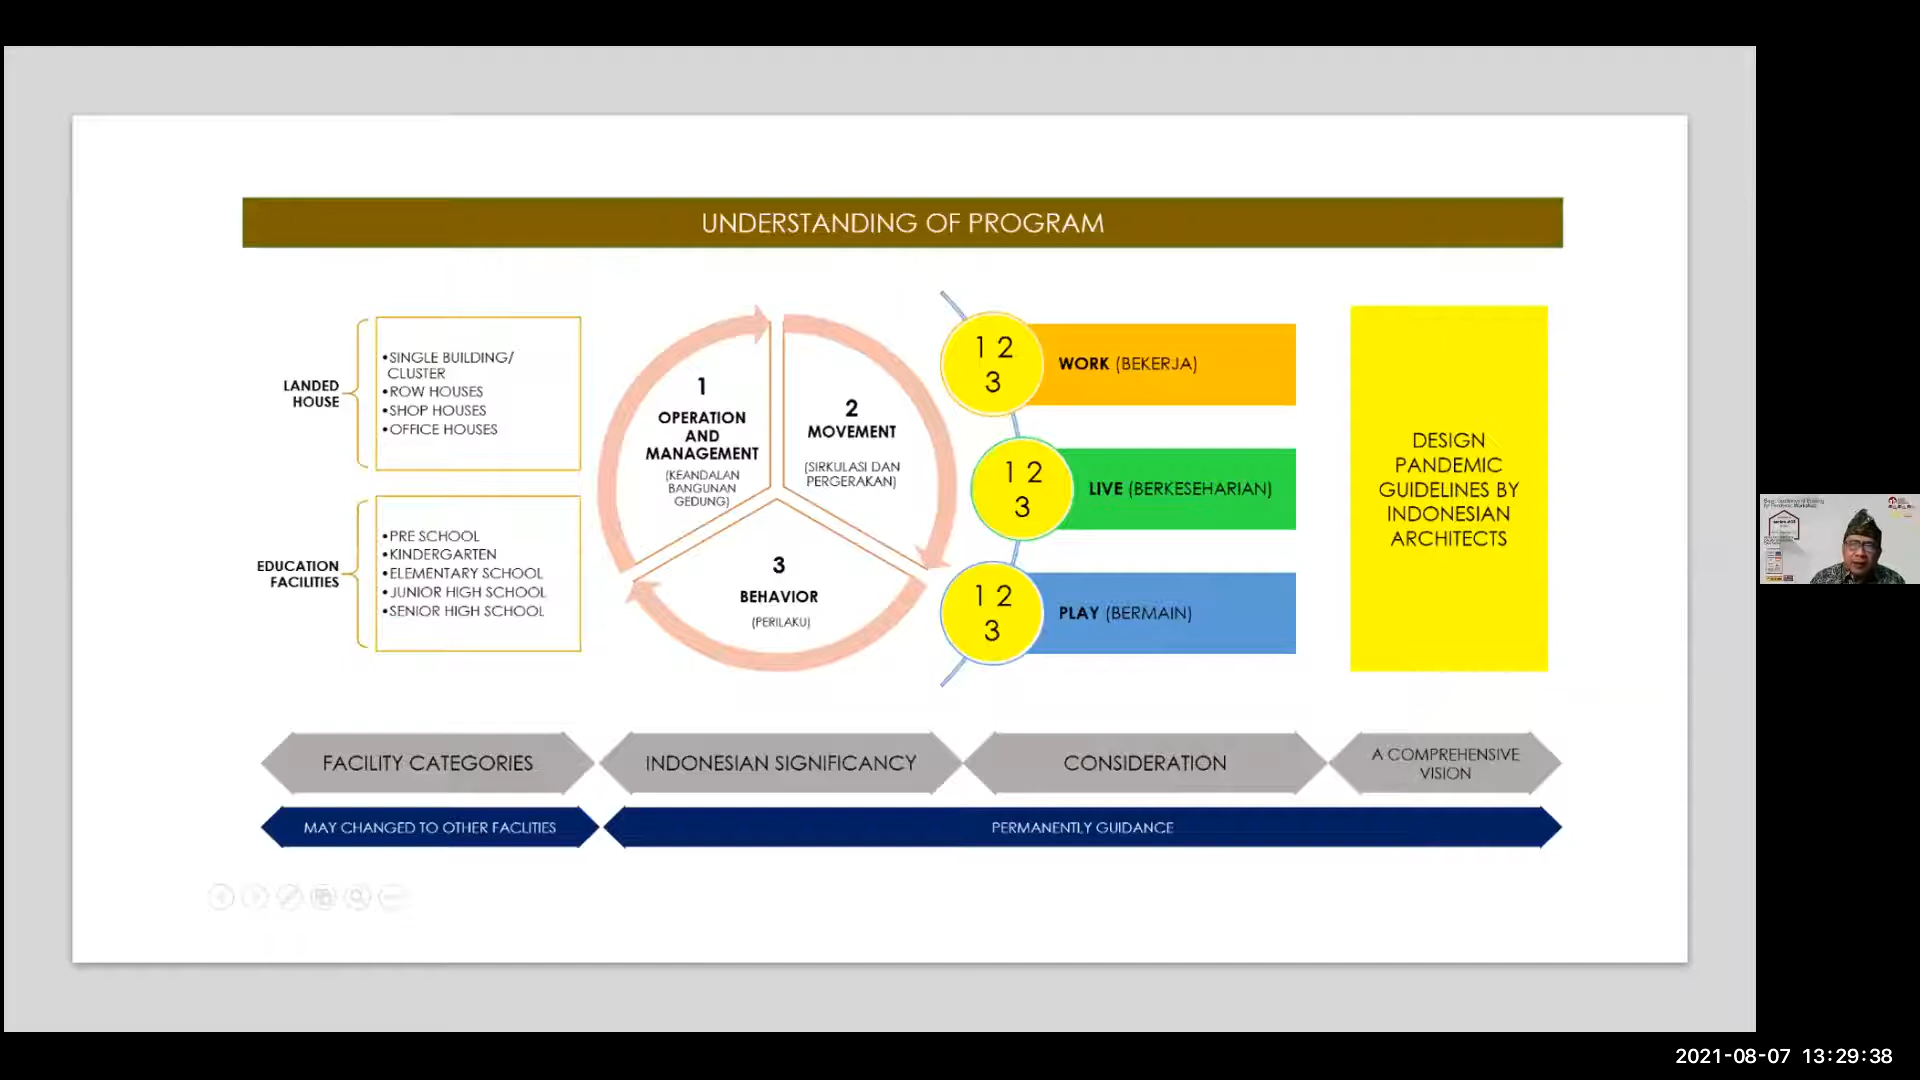 UNDERSTANDING OF PROGRAM
LANDED
HOUSE
•SINGLE BUILDING/
CLUSTER
•ROW HOUSES
•SHOP HOUSES
•OFFICE HOUSES
EDUCATION
FACILITIES
•PRE SCHOOL
•KINDERGARTEN
•ELEMENTARY SCHOOL
•JUNIOR HIGH SCHOOL
•SENIOR HIGH SCHOOL
1
OPERATION
AND
MANAGEMENT
(KEANDALAN
BANGUNAN
GEDUNG)
2
MOVEMENT
(SIRKULASI DAN
PERGERAKAN)
3
BEHAVIOR
(PERILAKU)
1 2
3
WORK (BEKERJA)
1 2
3
LIVE (BERKESEHARIAN)
1 2
3
PLAY (BERMAIN)
DESIGN
PANDEMIC
GUIDELINES BY
INDONESIAN
ARCHITECTS
FACILITY CATEGORIES
INDONESIAN SIGNIFICANCY
CONSIDERATION
A COMPREHENSIVE
VISION
MAY CHANGED TO OTHER FACLITIES
PERMANENTLY GUIDANCE
2021-08-07 13:29:38